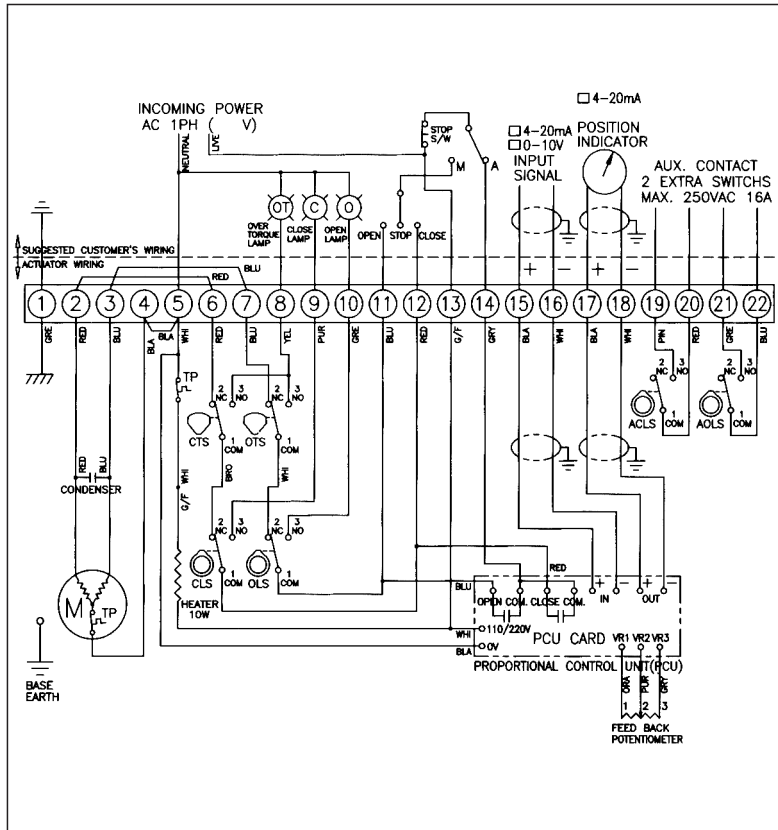 □ 4-20mA
INCOMING POWER
AC 1PH ( V)
NEUTRAL
LIVE
STOP
S/W
M
A
□ 4-20mA
□ 0-10V
INPUT
SIGNAL
POSITION
INDICATOR
AUX. CONTACT
2 EXTRA SWITCHS
MAX. 250VAC 16A
OT
C
O
OVER
TORQUE
LAMP
CLOSE
LAMP
OPEN
LAMP
OPEN
STOP
CLOSE
SUGGESTED CUSTOMER'S WIRING
ACTUATOR WIRING
BLU
RED
+ - + -
1 2 3 4 5 6 7 8 9 10 11 12 13 14 15 16 17 18 19 20 21 22
GRE RED BLU BLA BLA WHI RED BLU YEL PUR GRE BLU RED G/F GRY BLA WHI BLA WHI PIN RED GRE BLU
TP
2 NC 3 NO
2 NC 3 NO
CTS
1 COM
OTS
1 COM
2 NC 3 NO
ACLS
1 COM
2 NC 3 NO
AOLS
1 COM
RED
BLU
CONDENSER
WHI
G/F
BRO
WHI
2 NC 3 NO
2 NC 3 NO
CLS
1 COM
OLS
1 COM
HEATER
10W
M
TP
BASE
EARTH
RED
BLU
OPEN COM. CLOSE COM. + IN - + OUT -
WHI 110/220V
BLA 0V
PCU CARD
VR1 VR2 VR3
PROPORTIONAL CONTROL UNIT(PCU)
ORA PUR GRY
1 2 3
FEED BACK
POTENTIOMETER